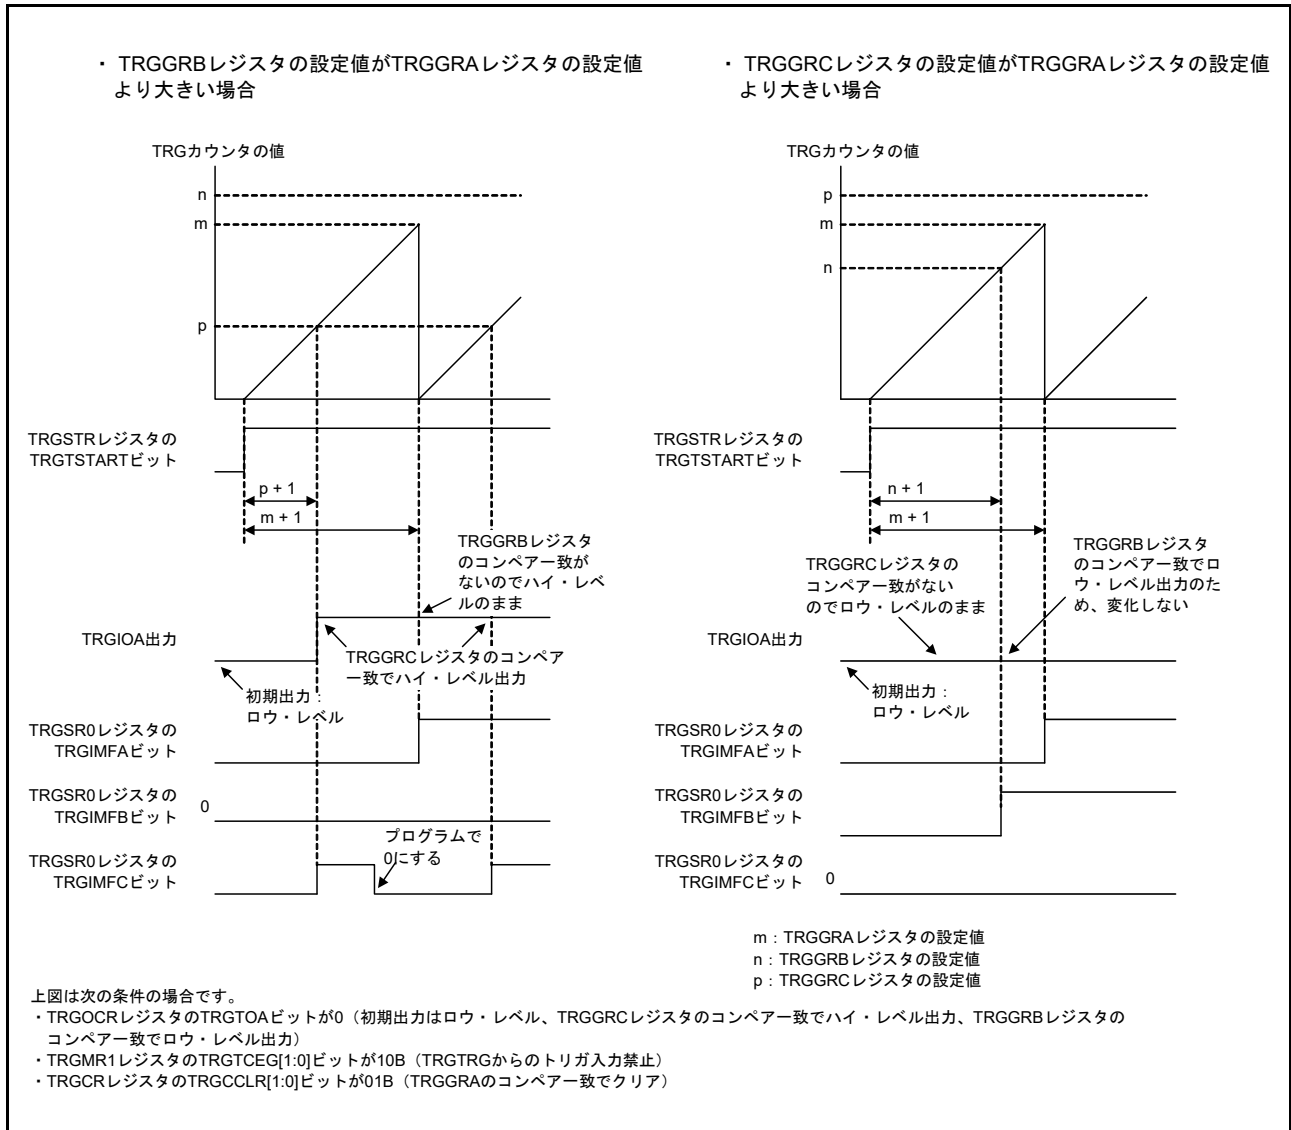 ・ TRGGRBレジスタの設定値がTRGGRAレジスタの設定値
より大きい場合
TRGカウンタの値
n
m
p
TRGSTRレジスタの
TRGTSTARTビット
p + 1
m + 1
TRGGRBレジスタ
のコンペア一致が
ないのでハイ・レベ
ルのまま
TRGIOA出力
TRGGRCレジスタのコンペア
一致でハイ・レベル出力
初期出力：
ロウ・レベル
TRGSR0レジスタの
TRGIMFAビット
TRGSR0レジスタの
TRGIMFBビット
0
プログラムで
0にする
TRGSR0レジスタの
TRGIMFCビット
・ TRGGRCレジスタの設定値がTRGGRAレジスタの設定値
より大きい場合
TRGカウンタの値
p
m
n
TRGSTRレジスタの
TRGTSTARTビット
n + 1
m + 1
TRGGRCレジスタの
コンペア一致がない
のでロウ・レベルのまま
TRGGRBレジスタ
のコンペア一致でロ
ウ・レベル出力のた
め、変化しない
TRGIOA出力
初期出力：
ロウ・レベル
TRGSR0レジスタの
TRGIMFAビット
TRGSR0レジスタの
TRGIMFBビット
TRGSR0レジスタの
TRGIMFCビット
0
m：TRGGRAレジスタの設定値
n：TRGGRBレジスタの設定値
p：TRGGRCレジスタの設定値
上図は次の条件の場合です。
・TRGOCRレジスタのTRGTOAビットが0（初期出力はロウ・レベル、TRGGRCレジスタのコンペア一致でハイ・レベル出力、TRGGRBレジスタの
コンペア一致でロウ・レベル出力）
・TRGMR1レジスタのTRGTCEG[1:0]ビットが10B（TRGTRGからのトリガ入力禁止）
・TRGCRレジスタのTRGCCLR[1:0]ビットが01B（TRGGRAのコンペア一致でクリア）